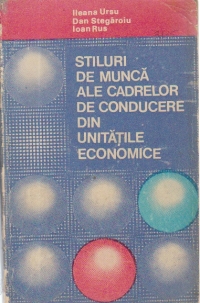 Ileana Ursu
Dan Stegăroiu
Ioan Rus
STILURI
DE MUNCĂ
ALE CADRELOR
DE CONDUCERE
DIN
UNITĂȚILE
ECONOMICE